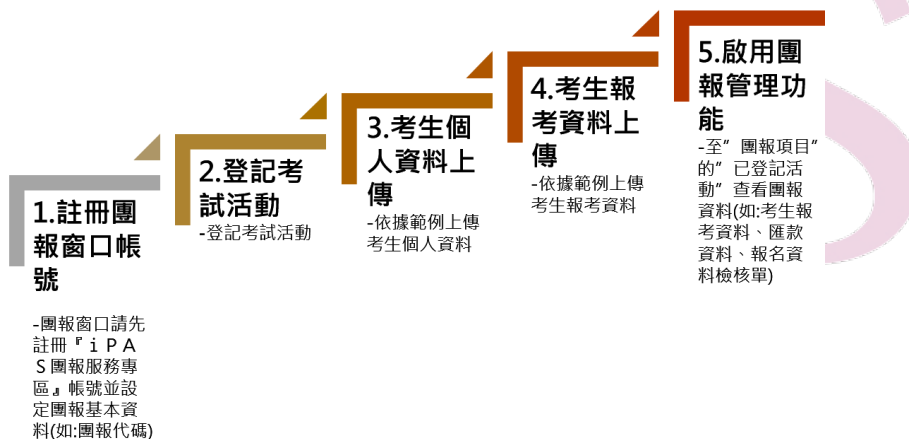 1.註冊團
報窗口帳
號
-團報窗口請先
註冊『ｉＰＡ
Ｓ團報服務專
區』帳號並設
定團報基本資
料(如:團報代碼)
2.登記考
試活動
-登記考試活動
3.考生個
人資料上
傳
-依據範例上傳
考生個人資料
4.考生報
考資料上
傳
-依據範例上傳
考生報考資料
5.啟用團
報管理功
能
-至”團報項目”
的”已登記活
動”查看團報
資料(如:考生報
考資料、匯款
資料、報名資
料檢核單)